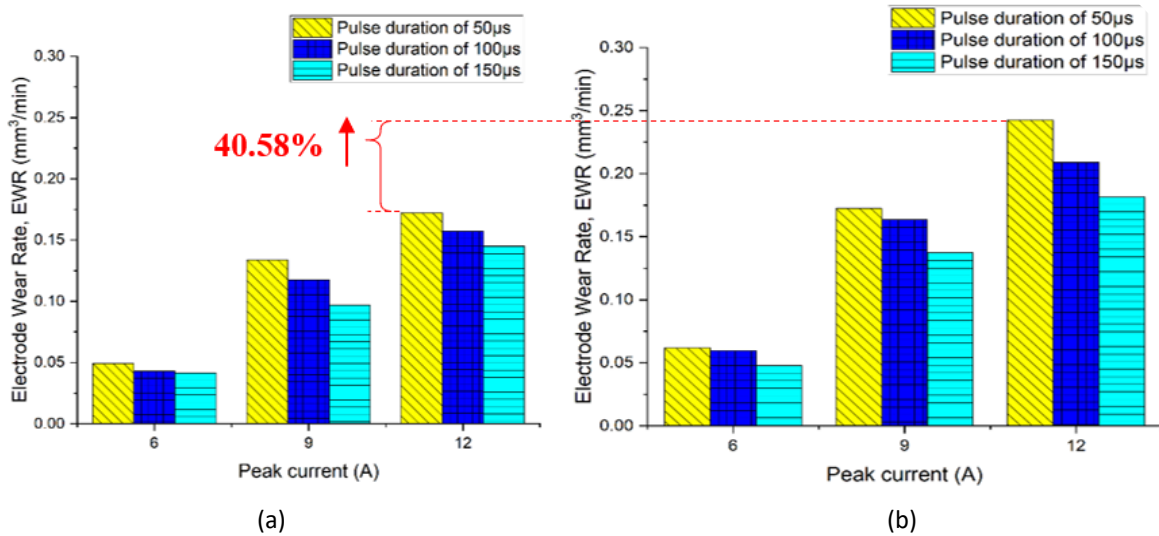 Pulse duration of 50μs
Pulse duration of 100μs
Pulse duration of 150μs
Electrode Wear Rate, EWR (mm³/min)
0.30
0.25
0.20
0.15
0.10
0.05
0.00
40.58%
6
9
12
Peak current (A)
(a)
Pulse duration of 50μs
Pulse duration of 100μs
Pulse duration of 150μs
Electrode Wear Rate, EWR (mm³/min)
0.30
0.25
0.20
0.15
0.10
0.05
0.00
6
9
12
Peak current (A)
(b)